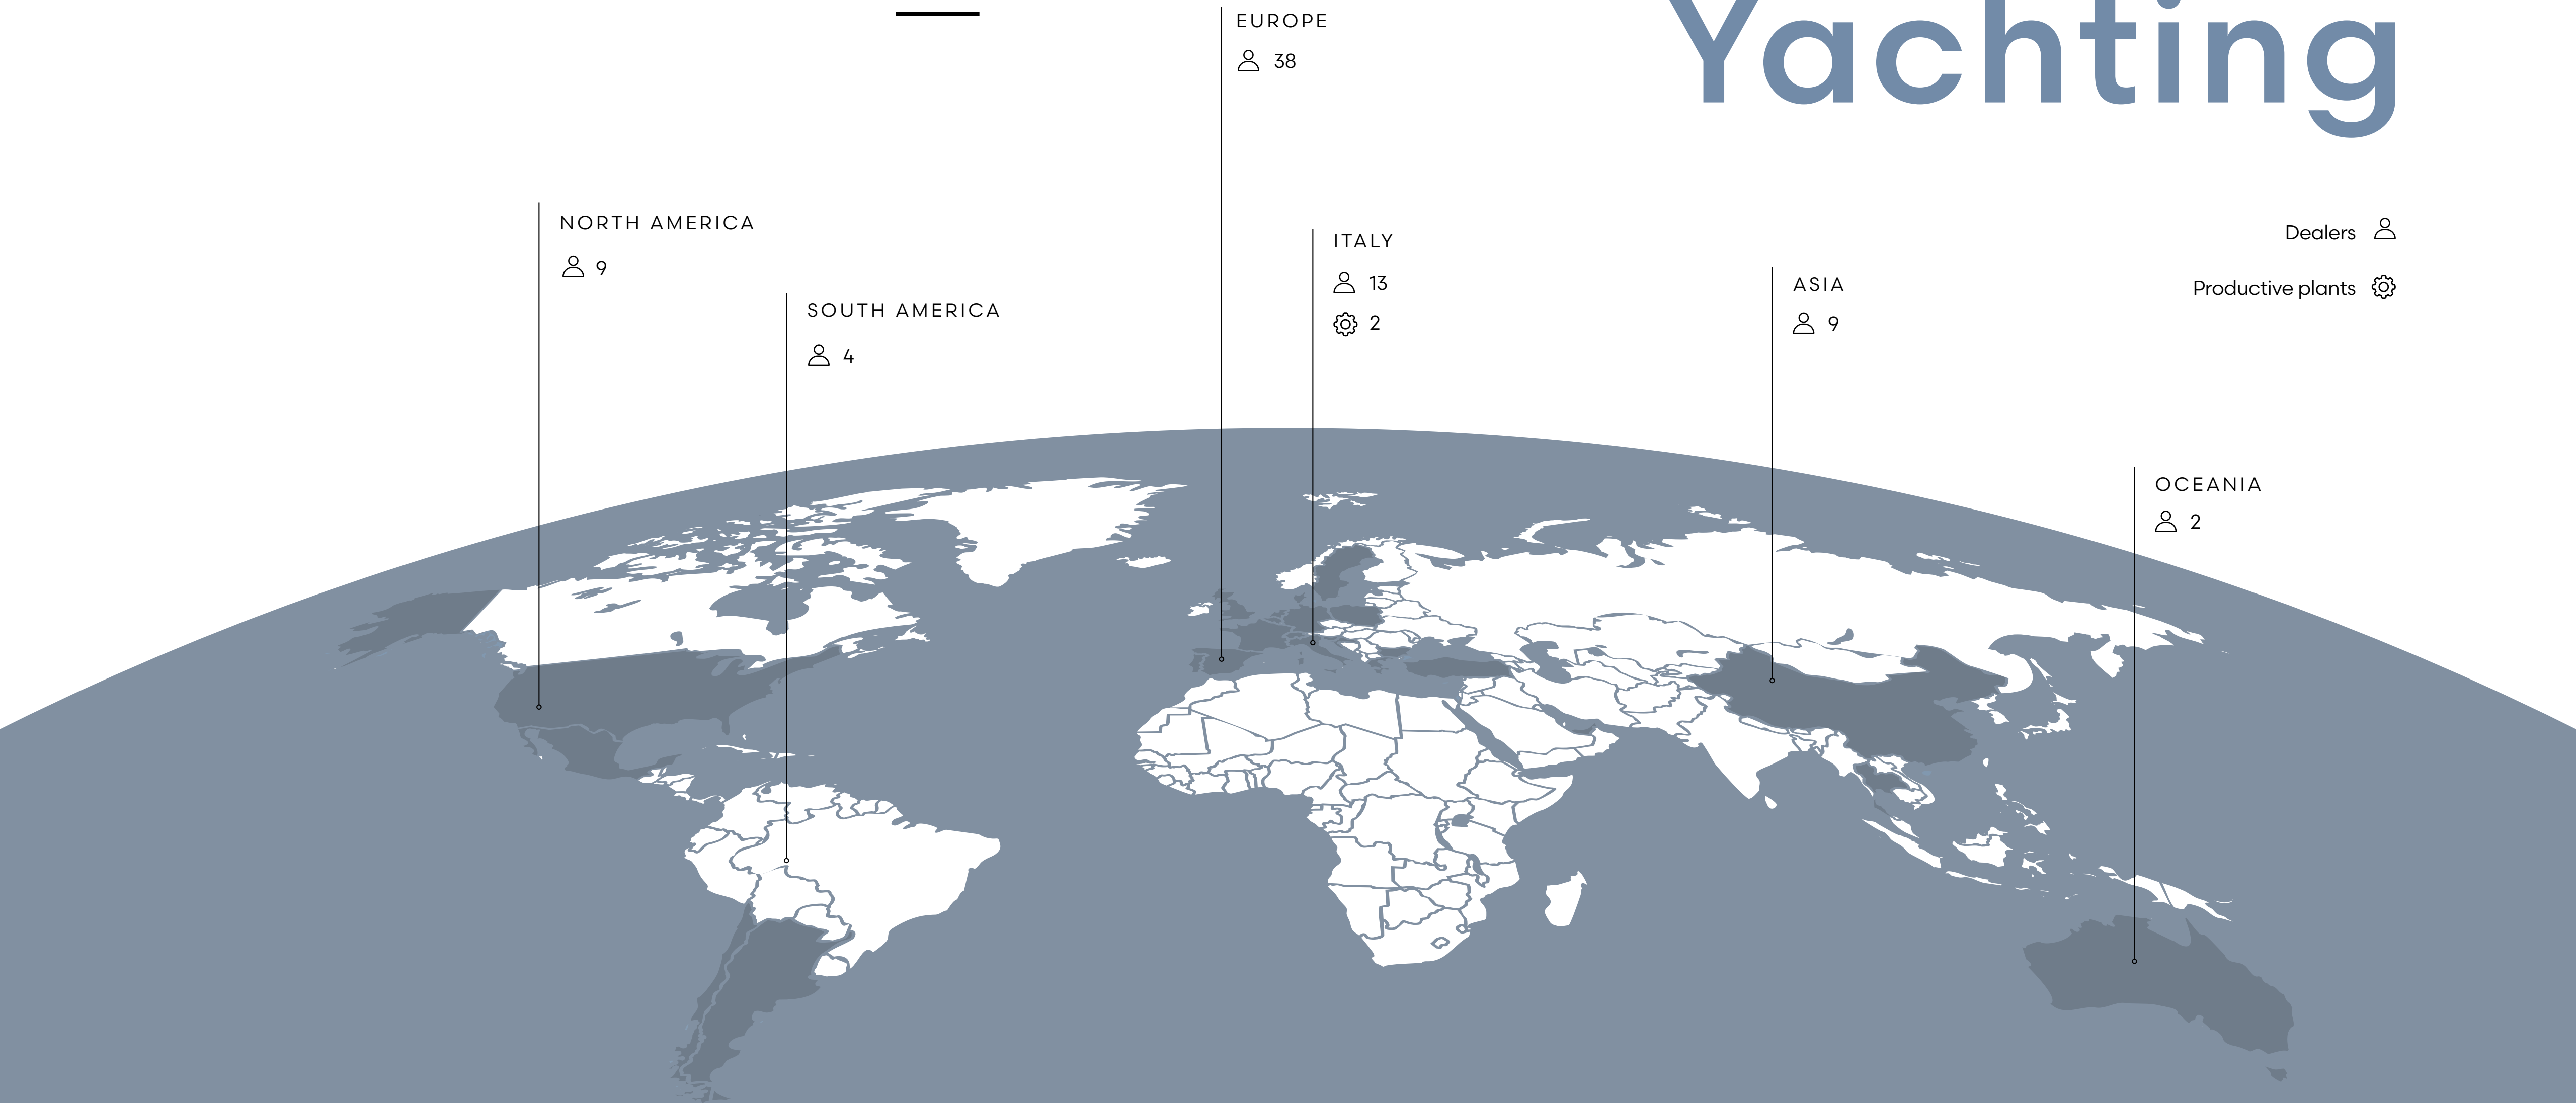 Yachting
EUROPE
38
NORTH AMERICA
9
SOUTH AMERICA
4
ITALY
13
2
ASIA
9
Dealers
Productive plants
OCEANIA
2